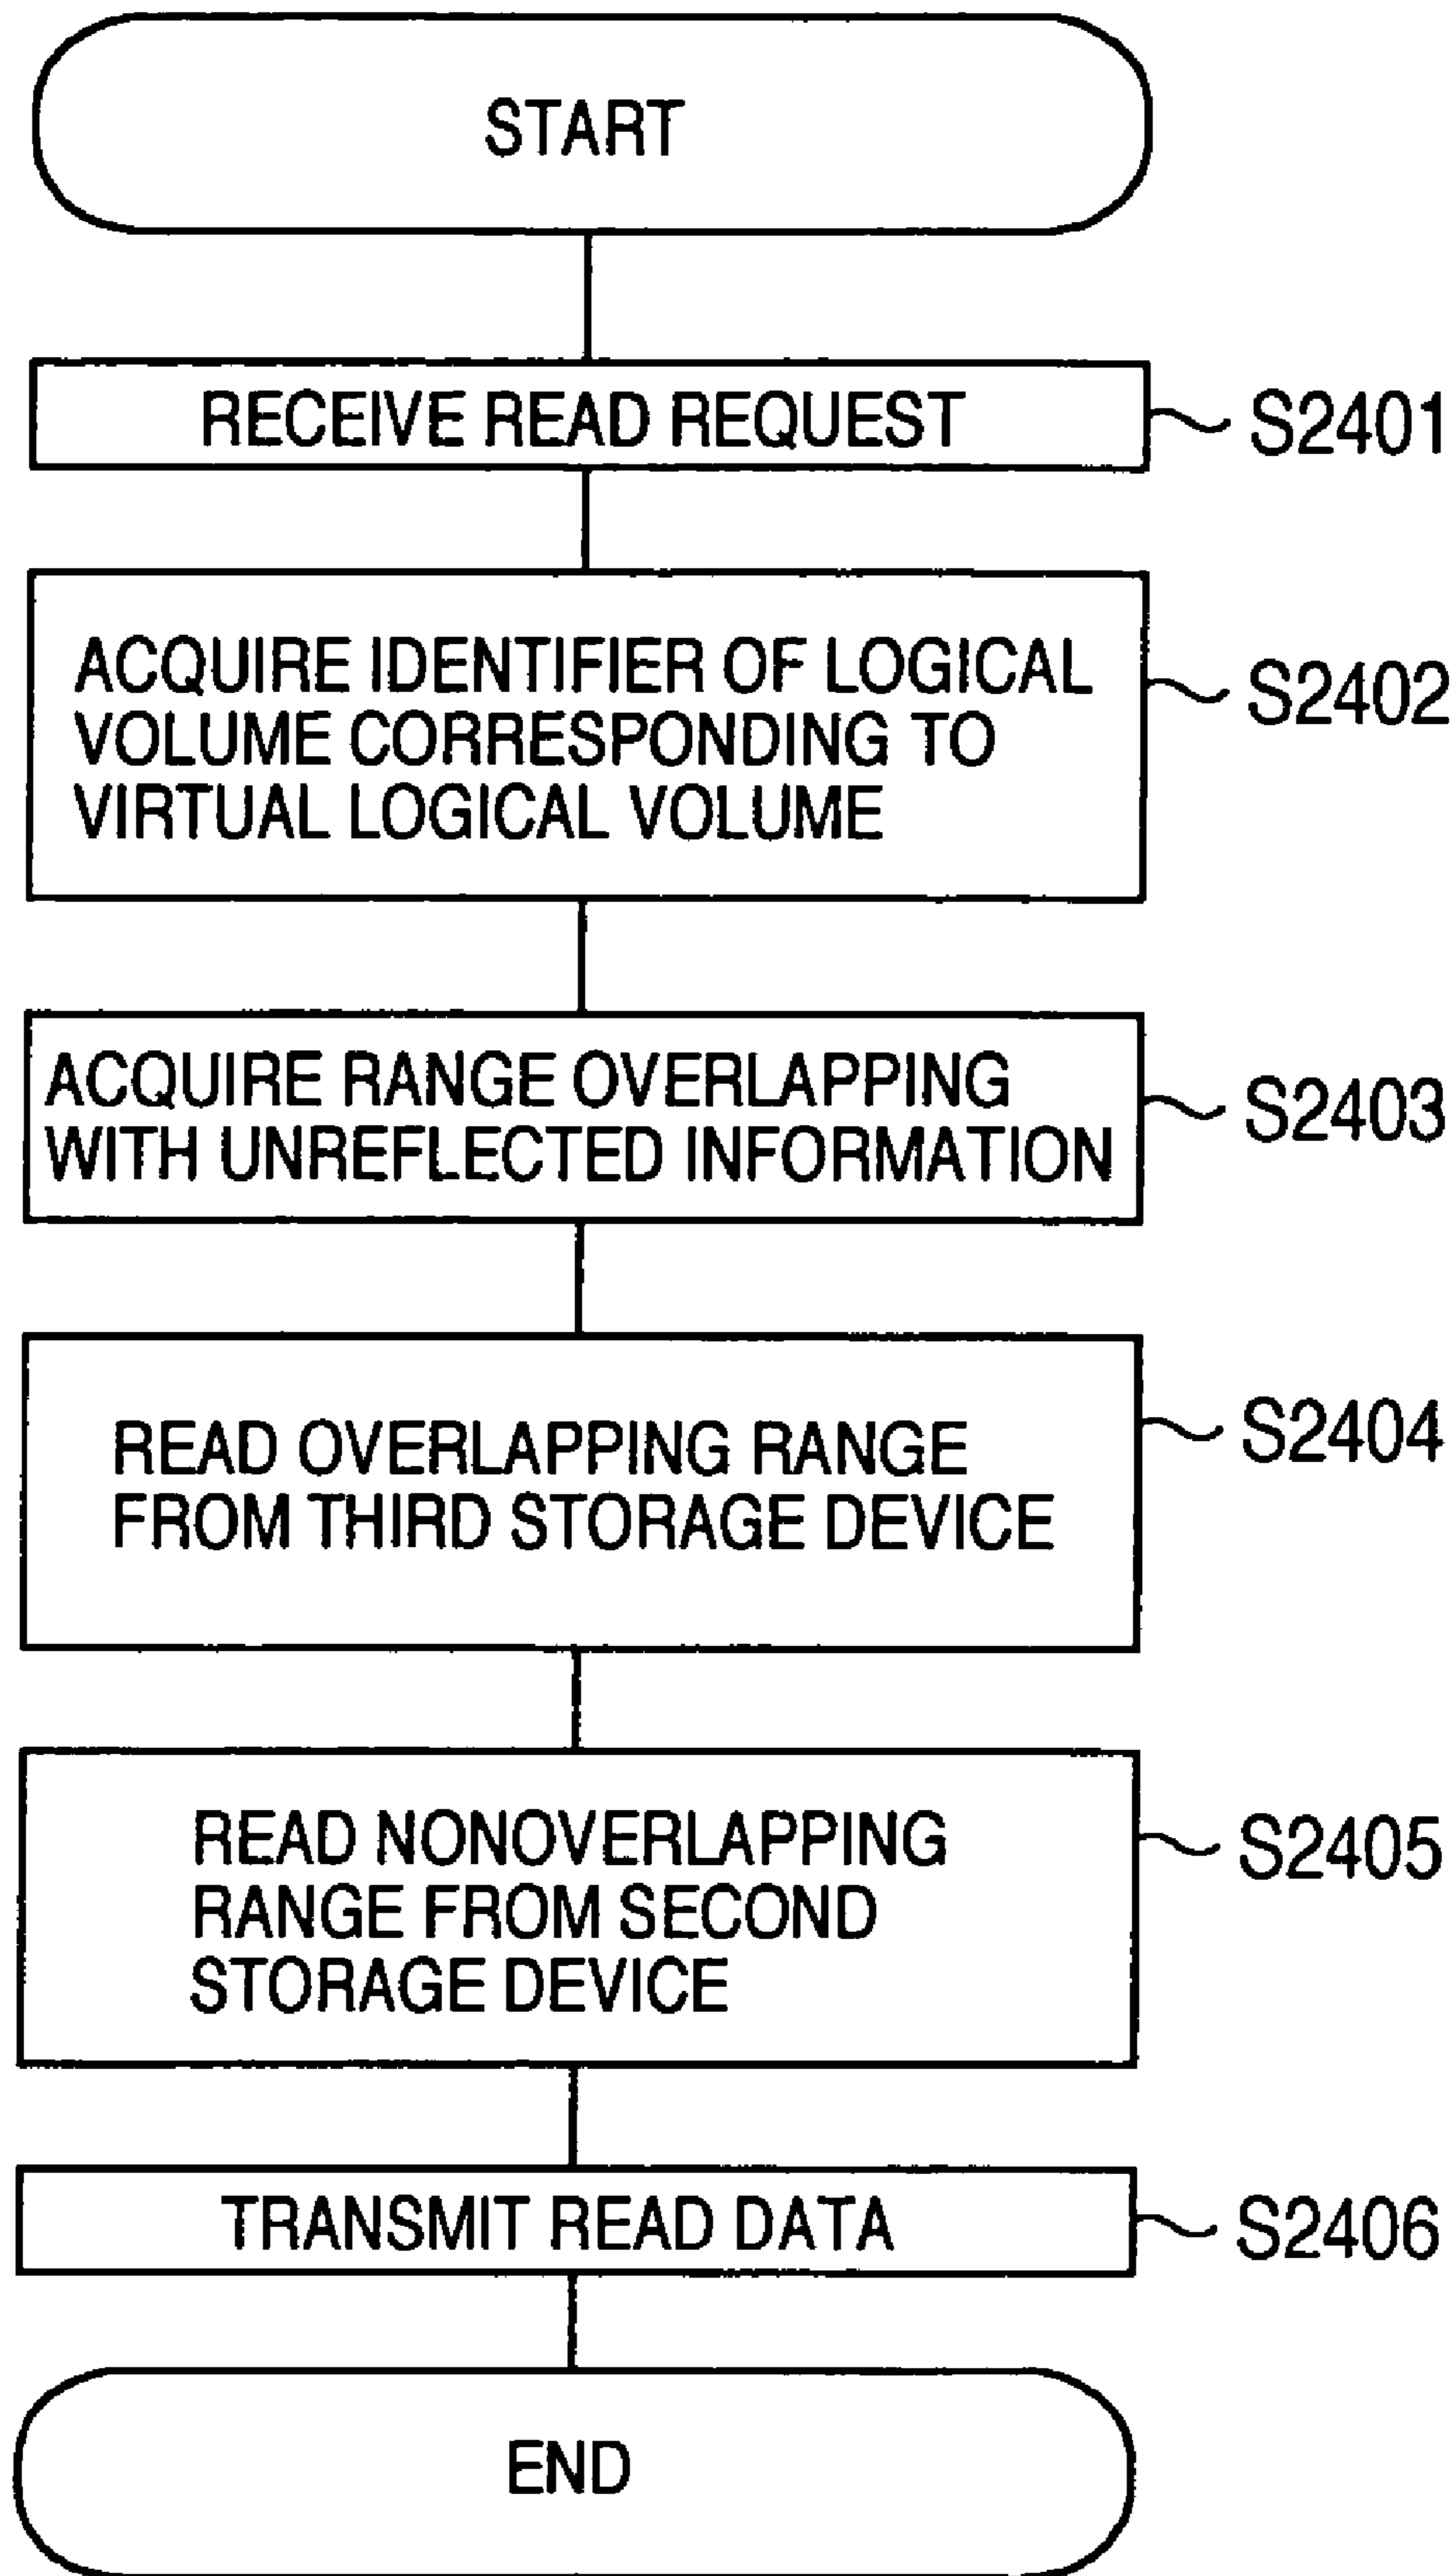 START
RECEIVE READ REQUEST
S2401
ACQUIRE IDENTIFIER OF LOGICAL
VOLUME CORRESPONDING TO
VIRTUAL LOGICAL VOLUME
S2402
ACQUIRE RANGE OVERLAPPING
WITH UNREFLECTED INFORMATION
S2403
READ OVERLAPPING RANGE
FROM THIRD STORAGE DEVICE
S2404
READ NONOVERLAPPING
RANGE FROM SECOND
STORAGE DEVICE
S2405
TRANSMIT READ DATA
S2406
END